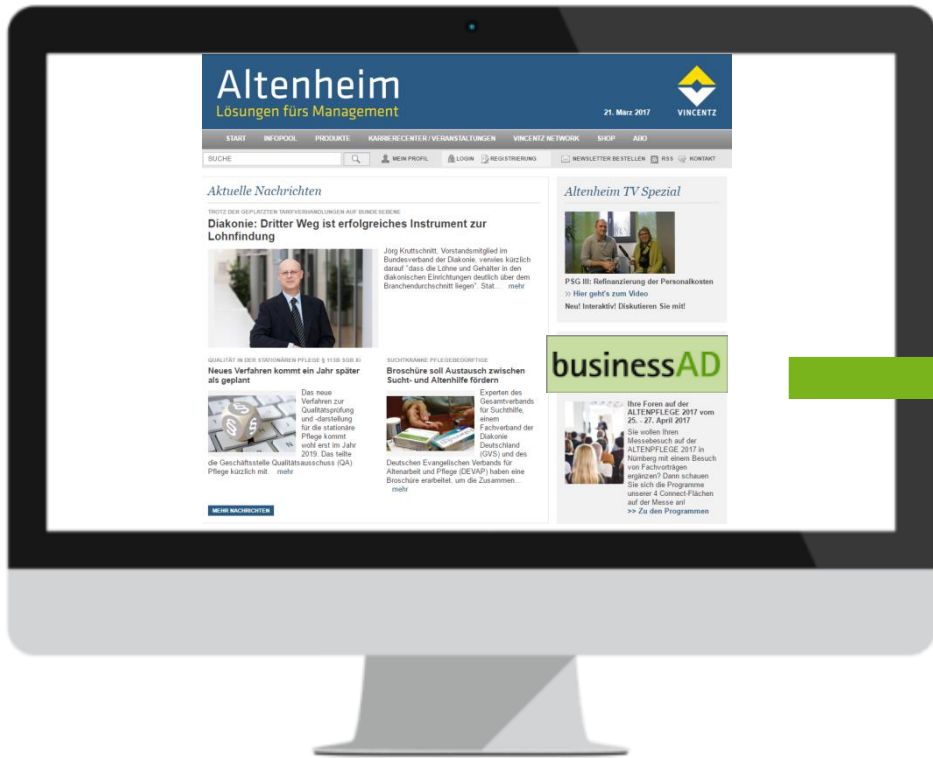 Altenheim
Lösungen fürs Management
21. März 2017
VINCENTZ
START INFOPOOL PRODUKTE KARRIERECENTER / VERANSTALTUNGEN VINCENTZ NETWORK SHOP ABO
SUCHE MEIN PROFIL LOGIN REGISTRIERUNG NEWSLETTER BESTELLEN RSS KONTAKT
Aktuelle Nachrichten
TROTZ DER GEPLATZTEN TARIFVERHANDLUNGEN AUF BUNDESEBENE
Diakonie: Dritter Weg ist erfolgreiches Instrument zur
Lohnfindung
Jörg Kruttschnitt, Vorstandsmitglied im
Bundesverband der Diakonie, verwies kürzlich
darauf "dass die Löhne und Gehälter in den
diakonischen Einrichtungen deutlich über dem
Branchendurchschnitt liegen". Stat... mehr
QUALITÄT IN DER STATIONÄREN PFLEGE § 113B SGB XI
Neues Verfahren kommt ein Jahr später
als geplant
Das neue
Verfahren zur
Qualitätsprüfung
und -darstellung
für die stationäre
Pflege kommt
wohl erst im Jahr
2019. Das teilte
die Geschäftsstelle Qualitätsausschuss (QA)
Pflege kürzlich mit. mehr
SUCHTKRANKE PFLEGEBEDÜRFTIGE
Broschüre soll Austausch zwischen
Sucht- und Altenhilfe fördern
Experten des
Gesamtverbands
für Suchthilfe,
einem
Fachverband der
Diakonie
Deutschland
(GVS) und des
Deutschen Evangelischen Verbands für
Altenarbeit und Pflege (DEVAP) haben eine
Broschüre erarbeitet, um die Zusammen...
mehr
MEHR NACHRICHTEN
Altenheim TV Spezial
PSG III: Refinanzierung der Personalkosten
>> Hier geht's zum Video
Neu! Interaktiv! Diskutieren Sie mit!
businessAD
Ihre Foren auf der
ALTENPFLEGE 2017 vom
25. - 27. April 2017
Sie wollen Ihren
Messebesuch auf der
ALTENPFLEGE 2017 in
Nürnberg mit einem Besuch
von Fachvorträgen
ergänzen? Dann schauen
Sie sich die Programme
unserer 4 Connect-Flächen
auf der Messe an!
>> Zu den Programmen